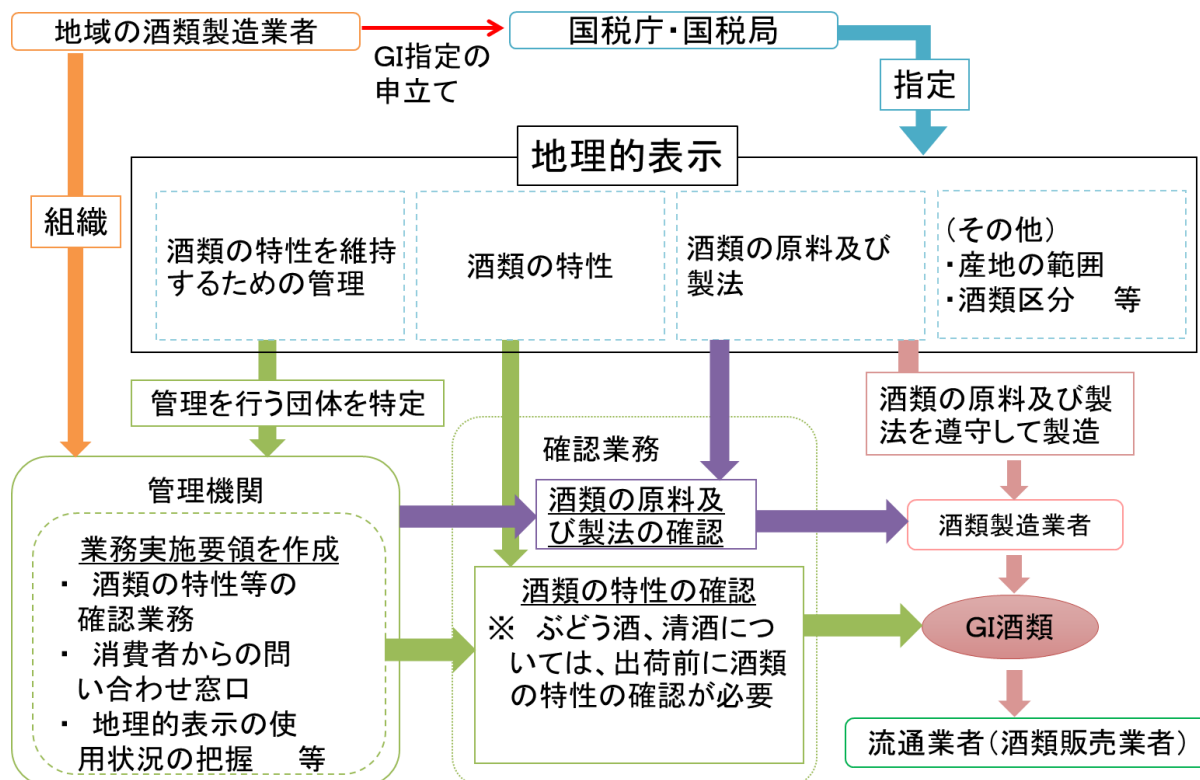 地域の酒類製造業者
GI指定の
申立て
国税庁・国税局
指定
組織
地理的表示
酒類の特性を維持
するための管理
酒類の特性
酒類の原料及び
製法
(その他)
・産地の範囲
・酒類区分　等
管理を行う団体を特定
酒類の原料及び製
法を遵守して製造
管理機関
業務実施要領を作成
・ 酒類の特性等の
確認業務
・ 消費者からの問
い合わせ窓口
・ 地理的表示の使
用状況の把握　等
確認業務
酒類の原料及
び製法の確認
酒類の特性の確認
※ ぶどう酒、清酒につ
いては、出荷前に酒類
の特性の確認が必要
酒類製造業者
GI酒類
流通業者(酒類販売業者)